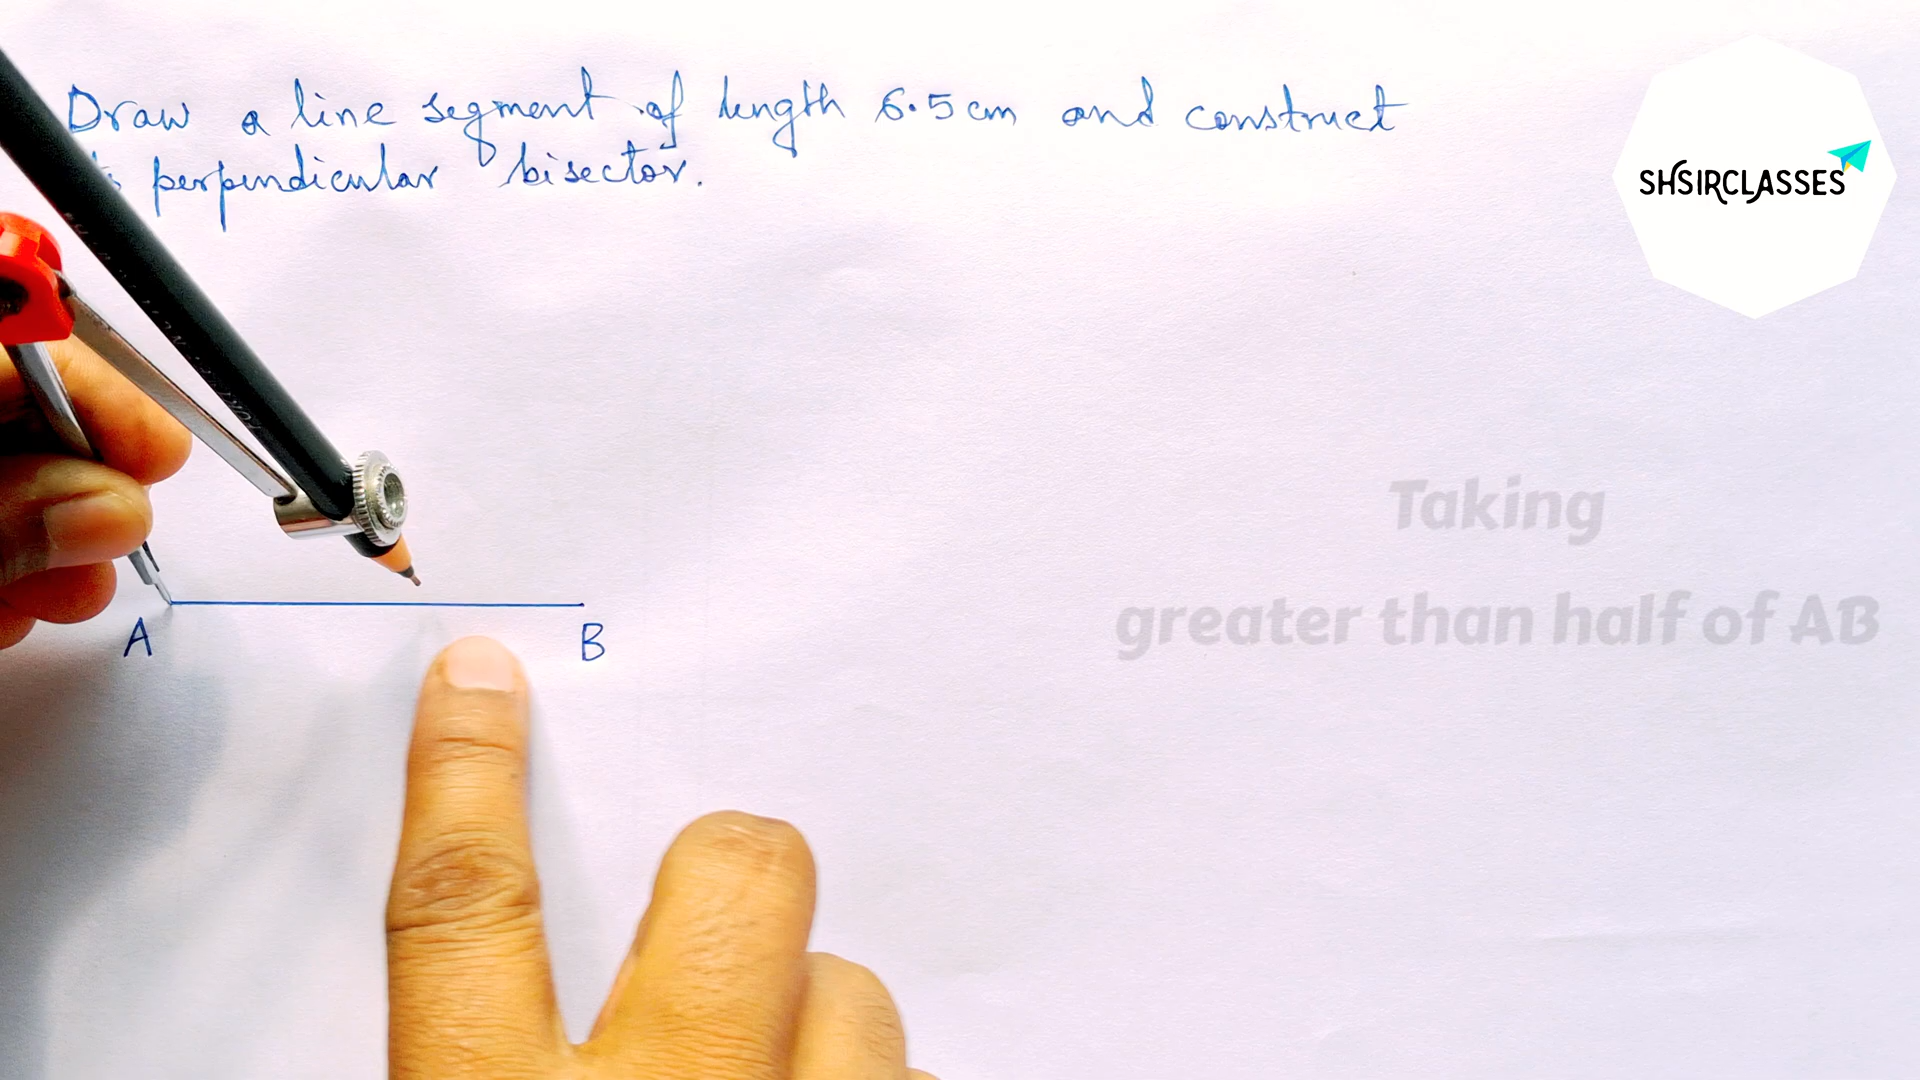 Draw a line segment of length 6.5 cm and construct
perpendicular bisector.
SHSIRCLASSES
Taking
greater than half of AB
A
B